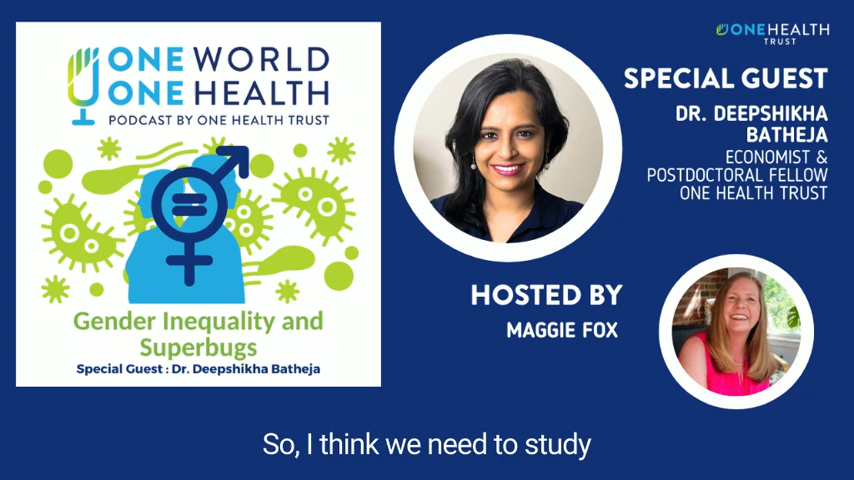 ONE WORLD
ONE HEALTH
PODCAST BY ONE HEALTH TRUST
Gender Inequality and
Superbugs
Special Guest : Dr. Deepshikha Batheja
ONEHEALTH
TRUST
SPECIAL GUEST
DR. DEEPSHIKHA
BATHEJA
ECONOMIST &
POSTDOCTORAL FELLOW
ONE HEALTH TRUST
HOSTED BY
MAGGIE FOX
So, I think we need to study